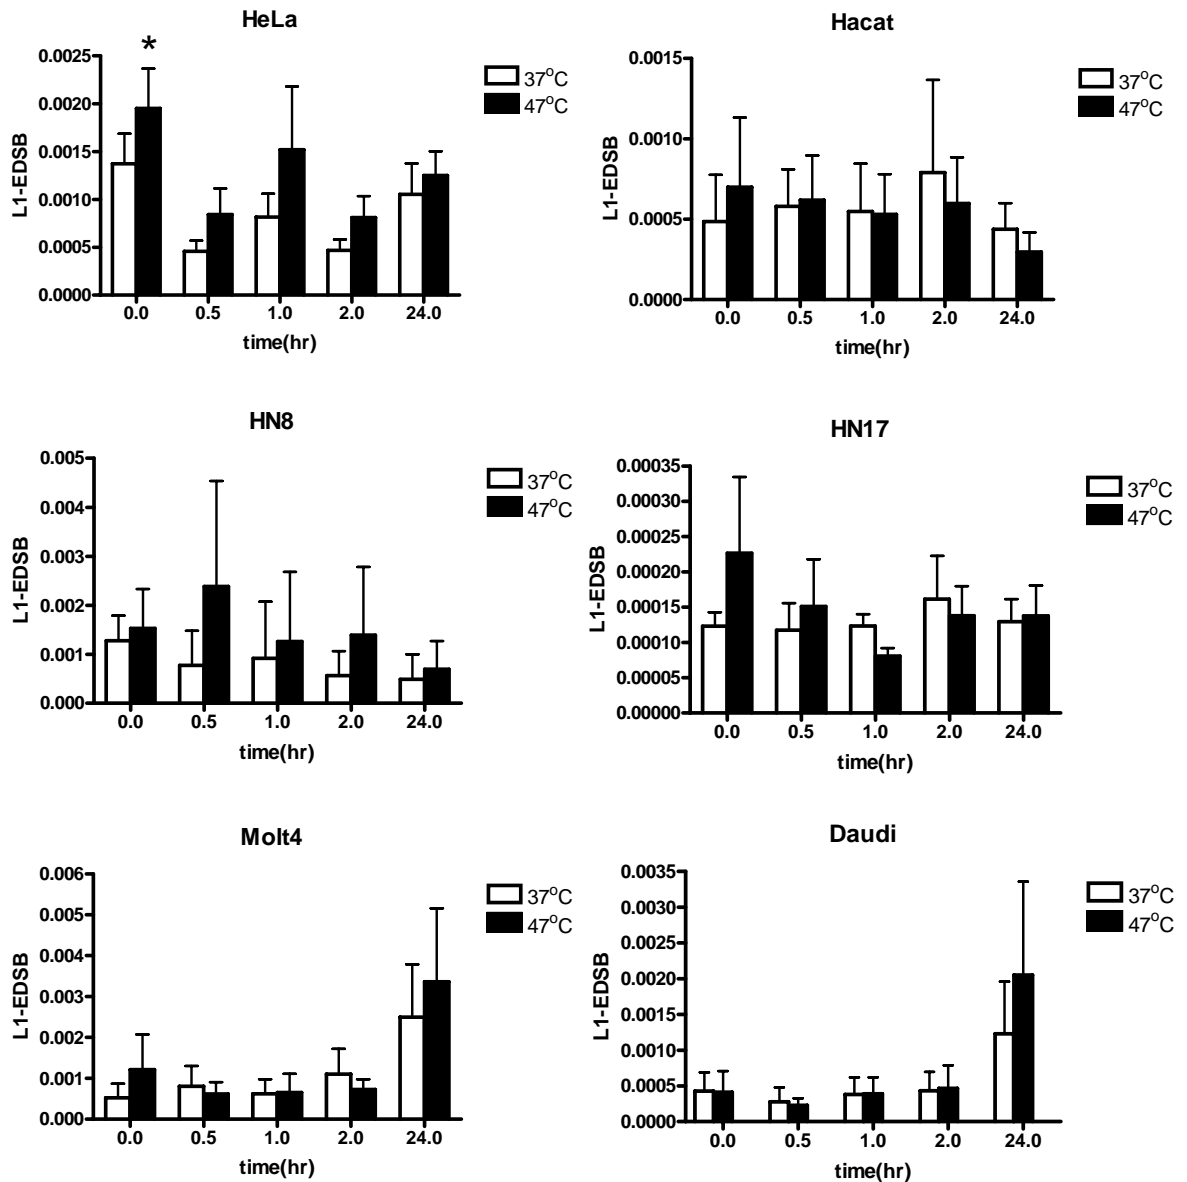 HeLa
*
0.0025
0.0020
0.0015
0.0010
0.0005
0.0000
L1-EDSB
0.0 0.5 1.0 2.0 24.0
time(hr)
37°C
47°C
Hacat
0.0015
0.0010
0.0005
0.0000
L1-EDSB
0.0 0.5 1.0 2.0 24.0
time(hr)
37°C
47°C
HN8
0.005
0.004
0.003
0.002
0.001
0.000
L1-EDSB
0.0 0.5 1.0 2.0 24.0
time(hr)
37°C
47°C
HN17
0.00035
0.00030
0.00025
0.00020
0.00015
0.00010
0.00005
0.00000
L1-EDSB
0.0 0.5 1.0 2.0 24.0
time(hr)
37°C
47°C
Molt4
0.006
0.005
0.004
0.003
0.002
0.001
0.000
L1-EDSB
0.0 0.5 1.0 2.0 24.0
time(hr)
37°C
47°C
Daudi
0.0035
0.0030
0.0025
0.0020
0.0015
0.0010
0.0005
0.0000
L1-EDSB
0.0 0.5 1.0 2.0 24.0
time(hr)
37°C
47°C